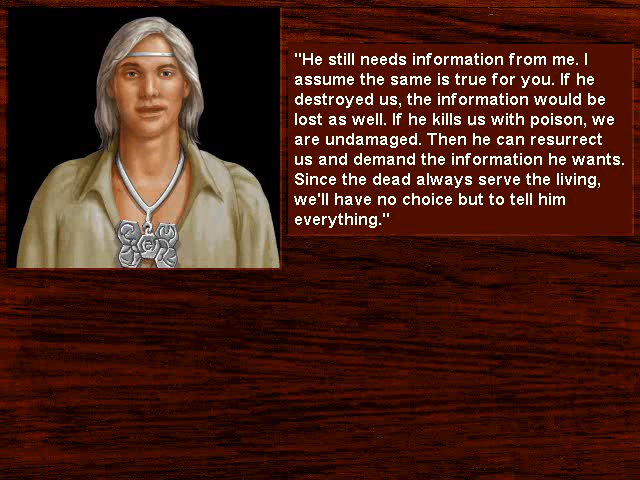 "He still needs information from me. I
assume the same is true for you. If he
destroyed us, the information would be
lost as well. If he kills us with poison, we
are undamaged. Then he can resurrect
us and demand the information he wants.
Since the dead always serve the living,
we'll have no choice but to tell him
everything."